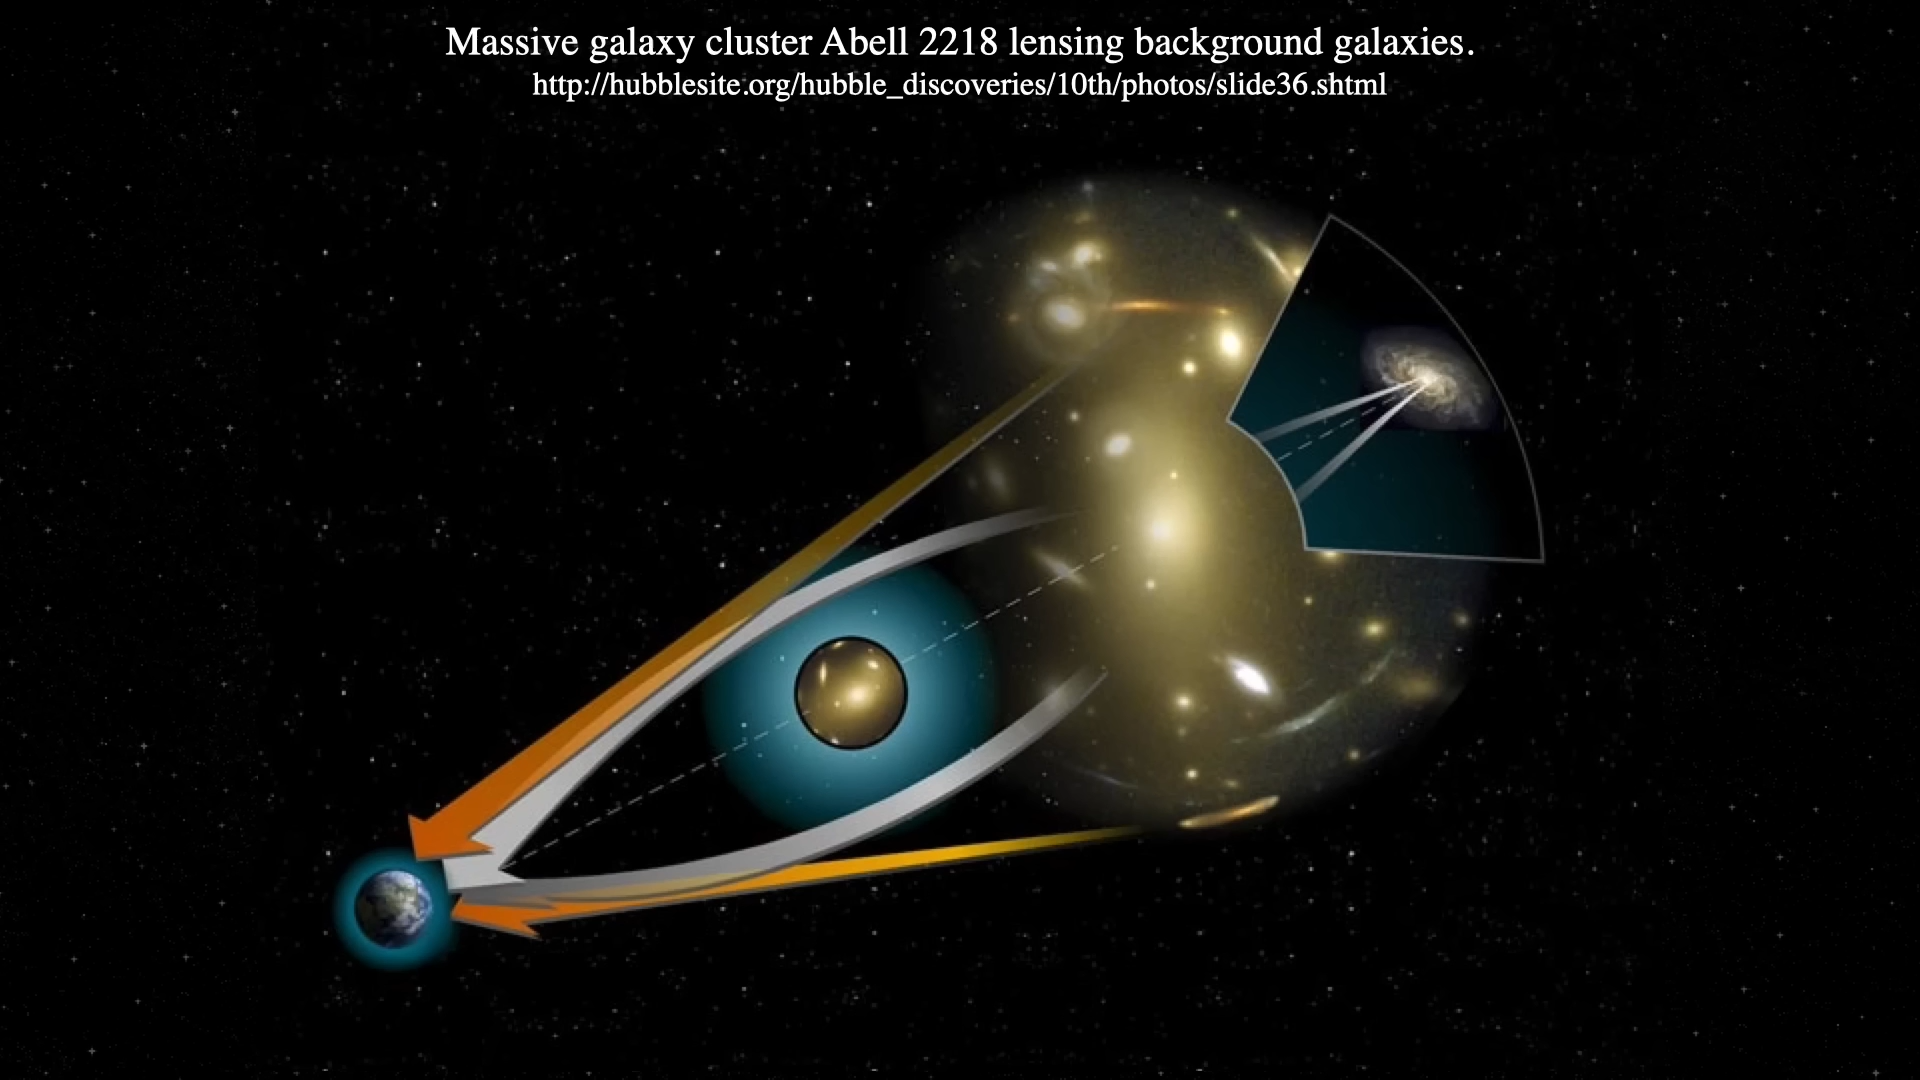 Massive galaxy cluster Abell 2218 lensing background galaxies.
http://hubblesite.org/hubble_discoveries/10th/photos/slide36.shtml